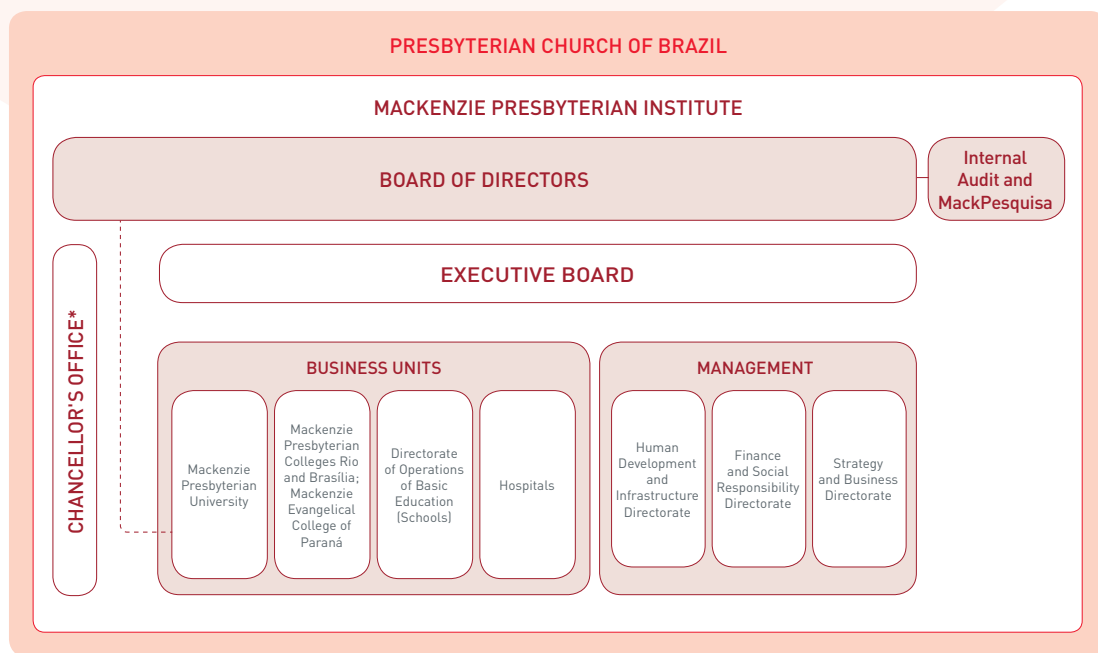 PRESBYTERIAN CHURCH OF BRAZIL
MACKENZIE PRESBYTERIAN INSTITUTE
BOARD OF DIRECTORS
Internal
Audit and
MackPesquisa
CHANCELLOR'S OFFICE*
EXECUTIVE BOARD
BUSINESS UNITS
Mackenzie
Presbyterian
University
Mackenzie
Presbyterian
Colleges Rio
and Brasília;
Mackenzie
Evangelical
College of
Paraná
Directorate
of Operations
of Basic
Education
(Schools)
Hospitals
MANAGEMENT
Human
Development
and
Infrastructure
Directorate
Finance
and Social
Responsibility
Directorate
Strategy
and Business
Directorate